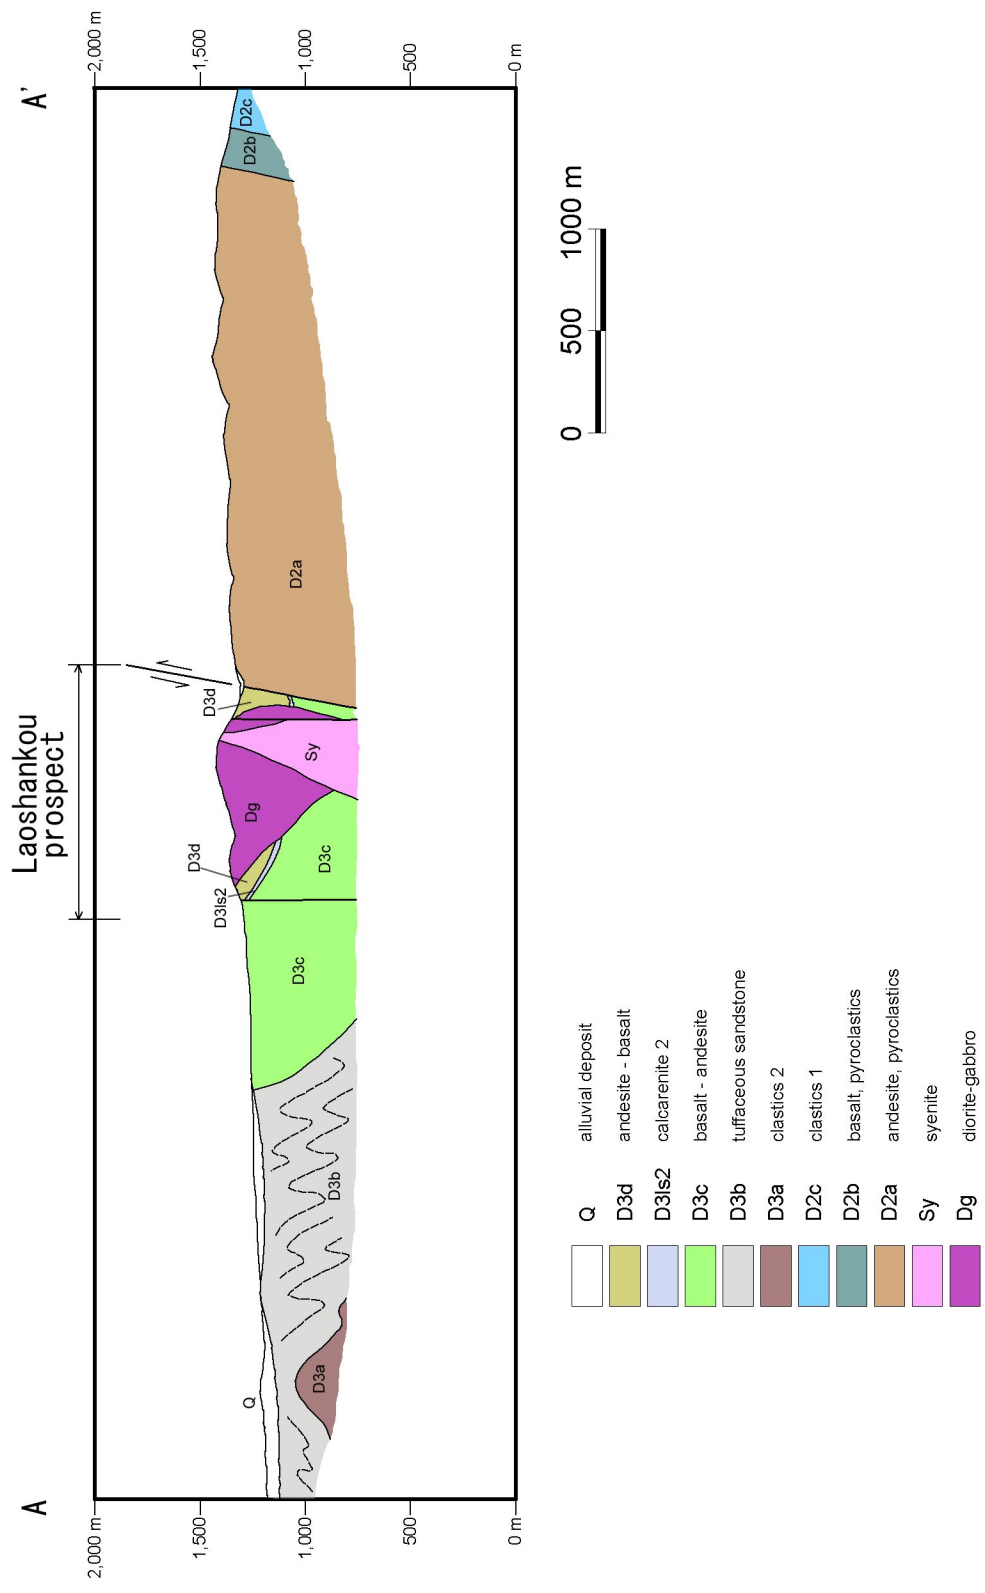 A
A'
Laoshankou
prospect
2,000 m
1,500
1,000
500
0 m
2,000 m
1,500
1,000
500
0 m
Q
D3a
D3b
D3c
D3ls2
D3d
D3c
Dg
Sy
D3d
D2a
D2b
D2c
0 500 1000 m
Q alluvial deposit
D3d andesite - basalt
D3ls2 calcarenite 2
D3c basalt - andesite
D3b tuffaceous sandstone
D3a clastics 2
D2c clastics 1
D2b basalt, pyroclastics
D2a andesite, pyroclastics
Sy syenite
Dg diorite-gabbro